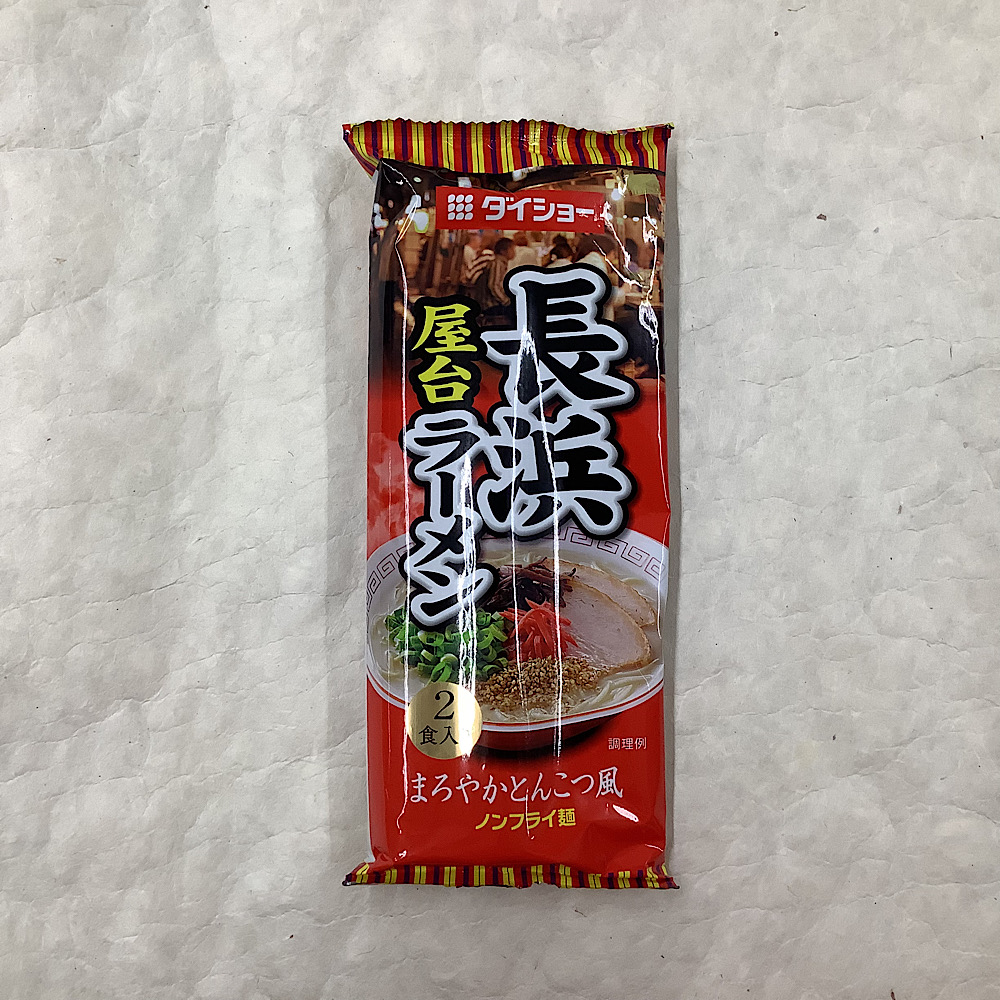 ダイショー
長浜
屋台ラーメン
2
食入
調理例
まろやかとんこつ風
ノンフライ麺